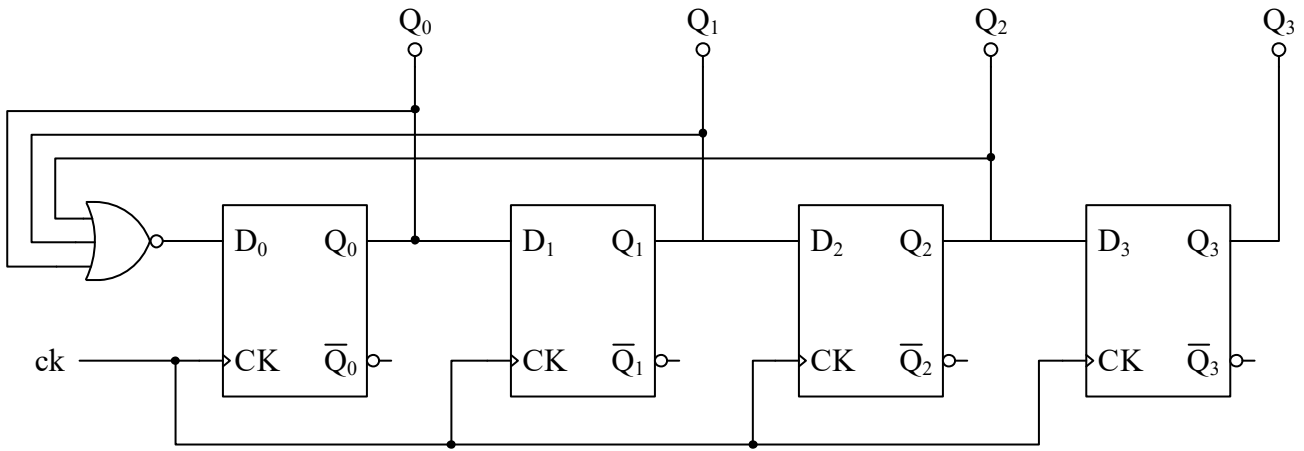 Q₀ Q₁ Q₂ Q₃
D₀ Q₀ D₁ Q₁ D₂ Q₂ D₃ Q₃
ck CK Q̅₀ CK Q̅₁ CK Q̅₂ CK Q̅₃